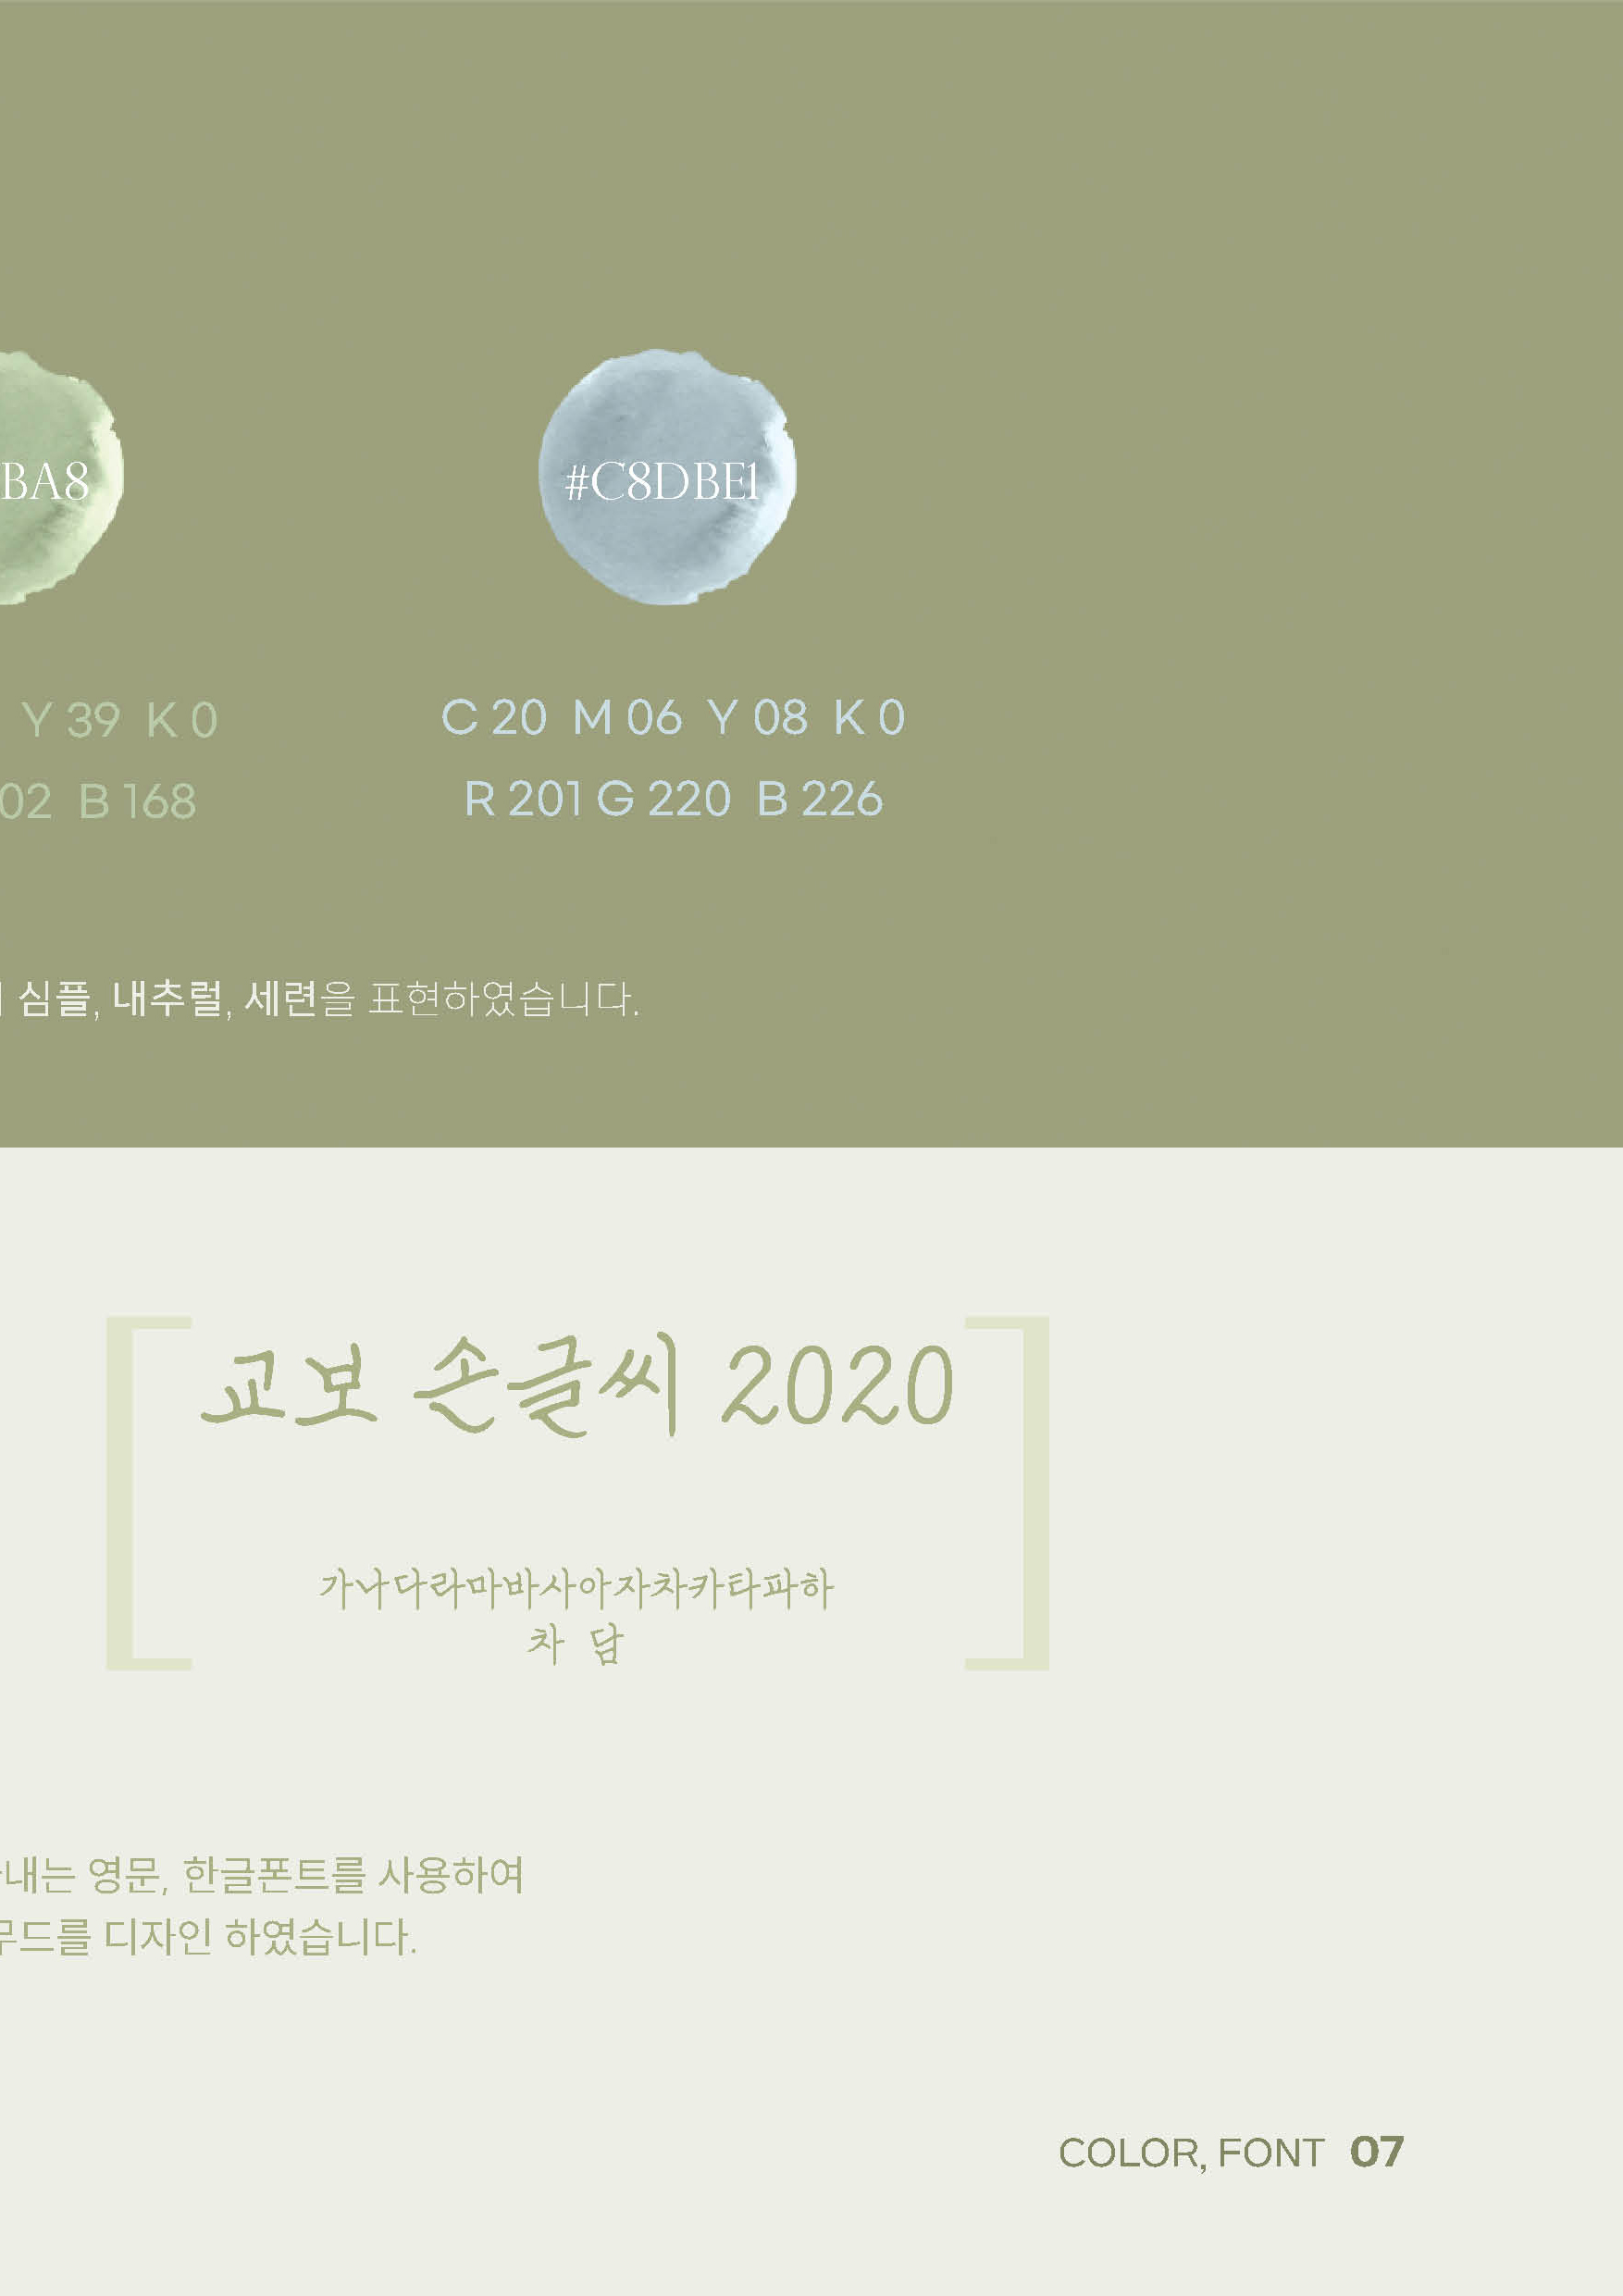 BA8
#C8DBE1
Y 39 K 0
C 20 M 06 Y 08 K 0
02 B 168
R 201 G 220 B 226
심플, 내추럴, 세련을 표현하였습니다.
교보 손글씨 2020
가나다라마바사아자차카타파하
차 담
내는 영문, 한글폰트를 사용하여
무드를 디자인 하였습니다.
COLOR, FONT 07